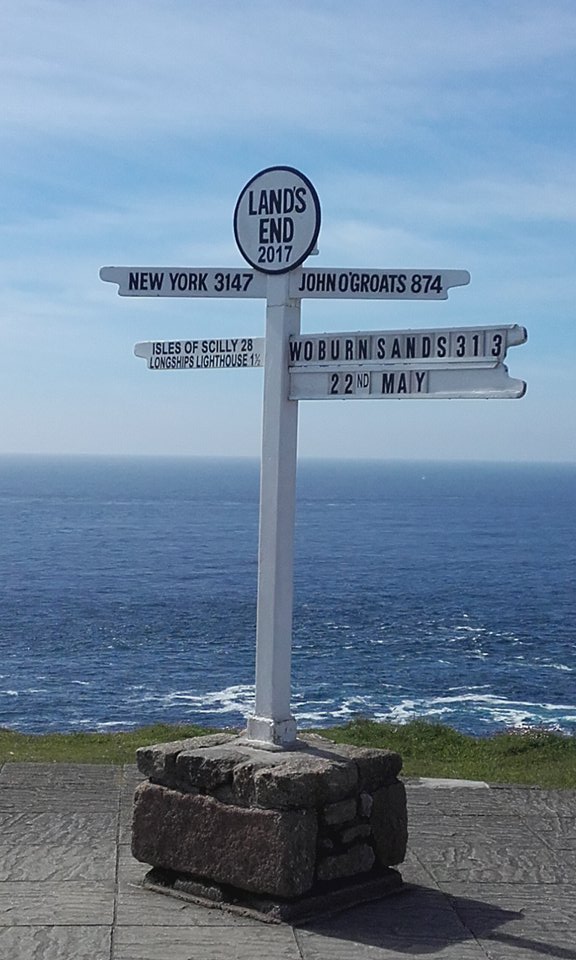 LAND'S
END
2017
NEW YORK 3147
JOHN O'GROATS 874
ISLES OF SCILLY 28
LONGSHIPS LIGHTHOUSE 1½
WOBURN SANDS 313
22ND MAY